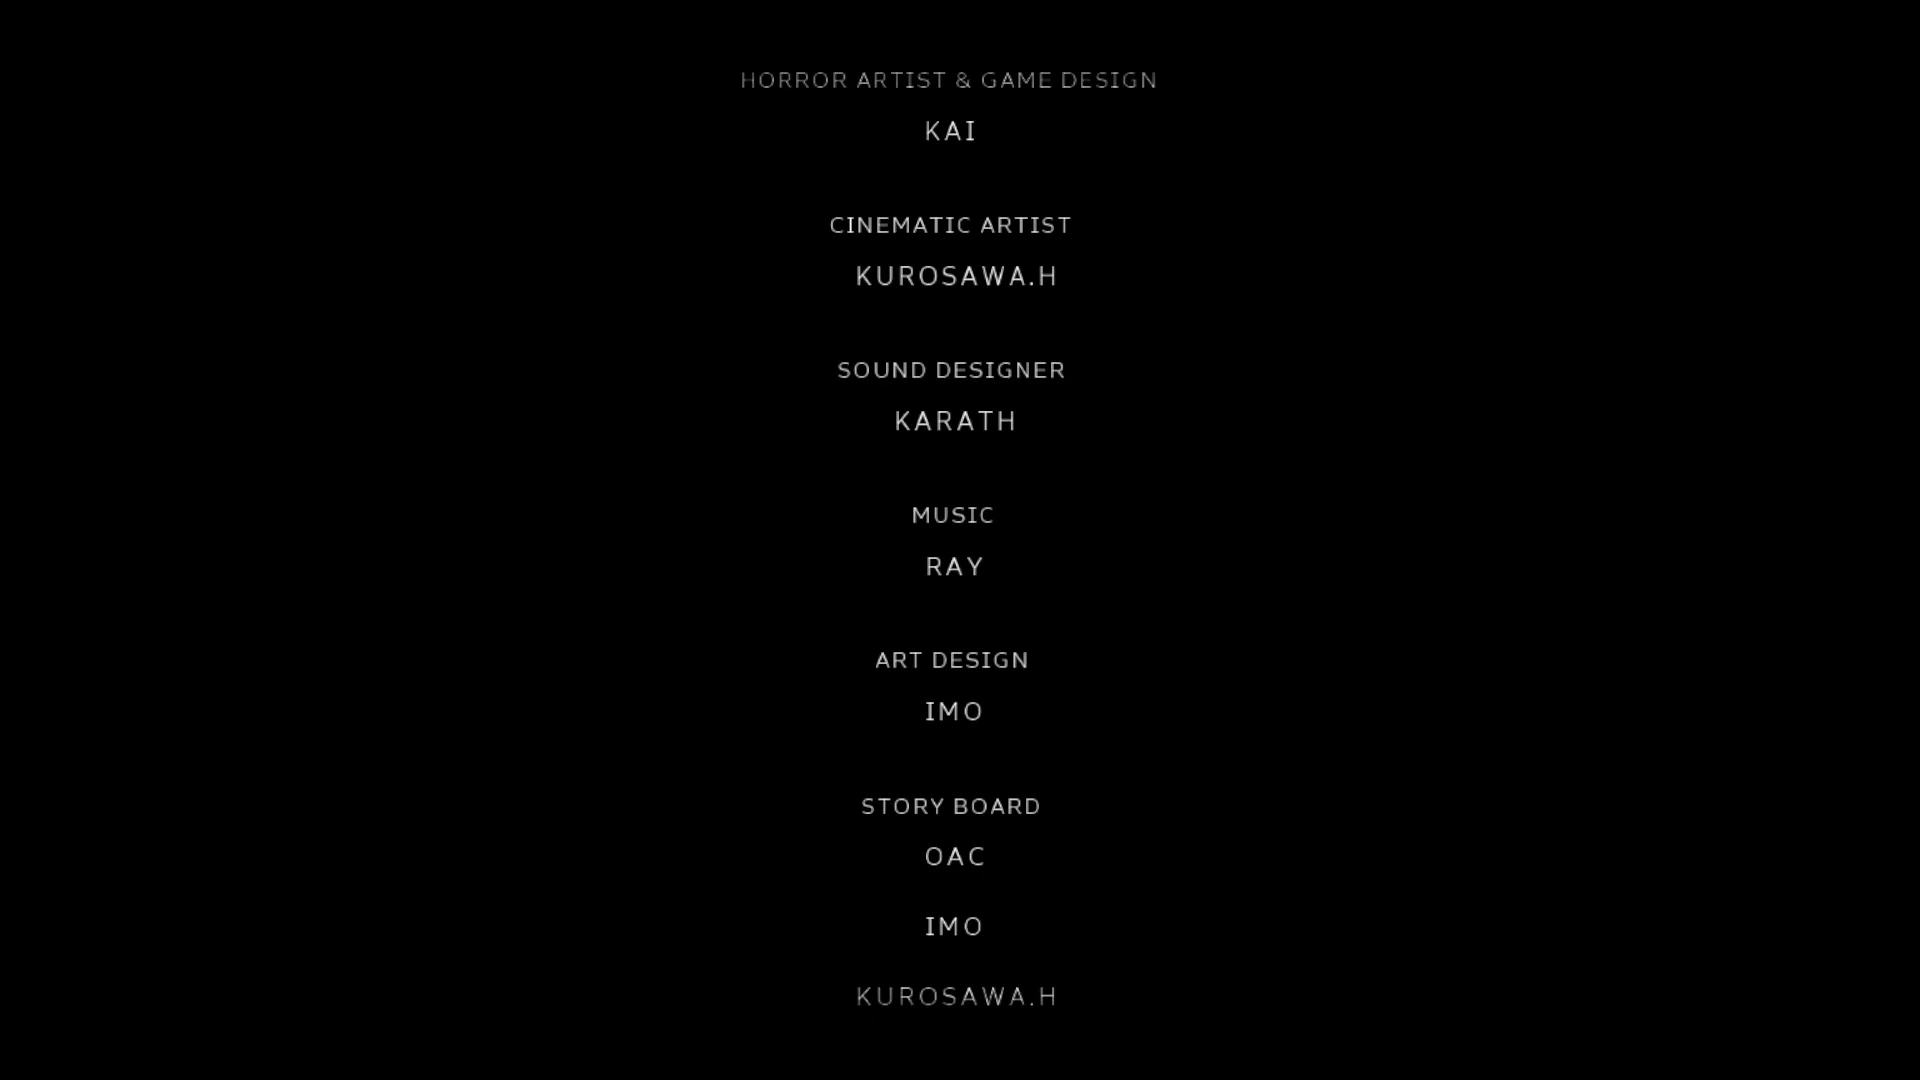 HORROR ARTIST & GAME DESIGN
KAI
CINEMATIC ARTIST
KUROSAWA.H
SOUND DESIGNER
KARATH
MUSIC
RAY
ART DESIGN
IMO
STORY BOARD
OAC
IMO
KUROSAWA.H